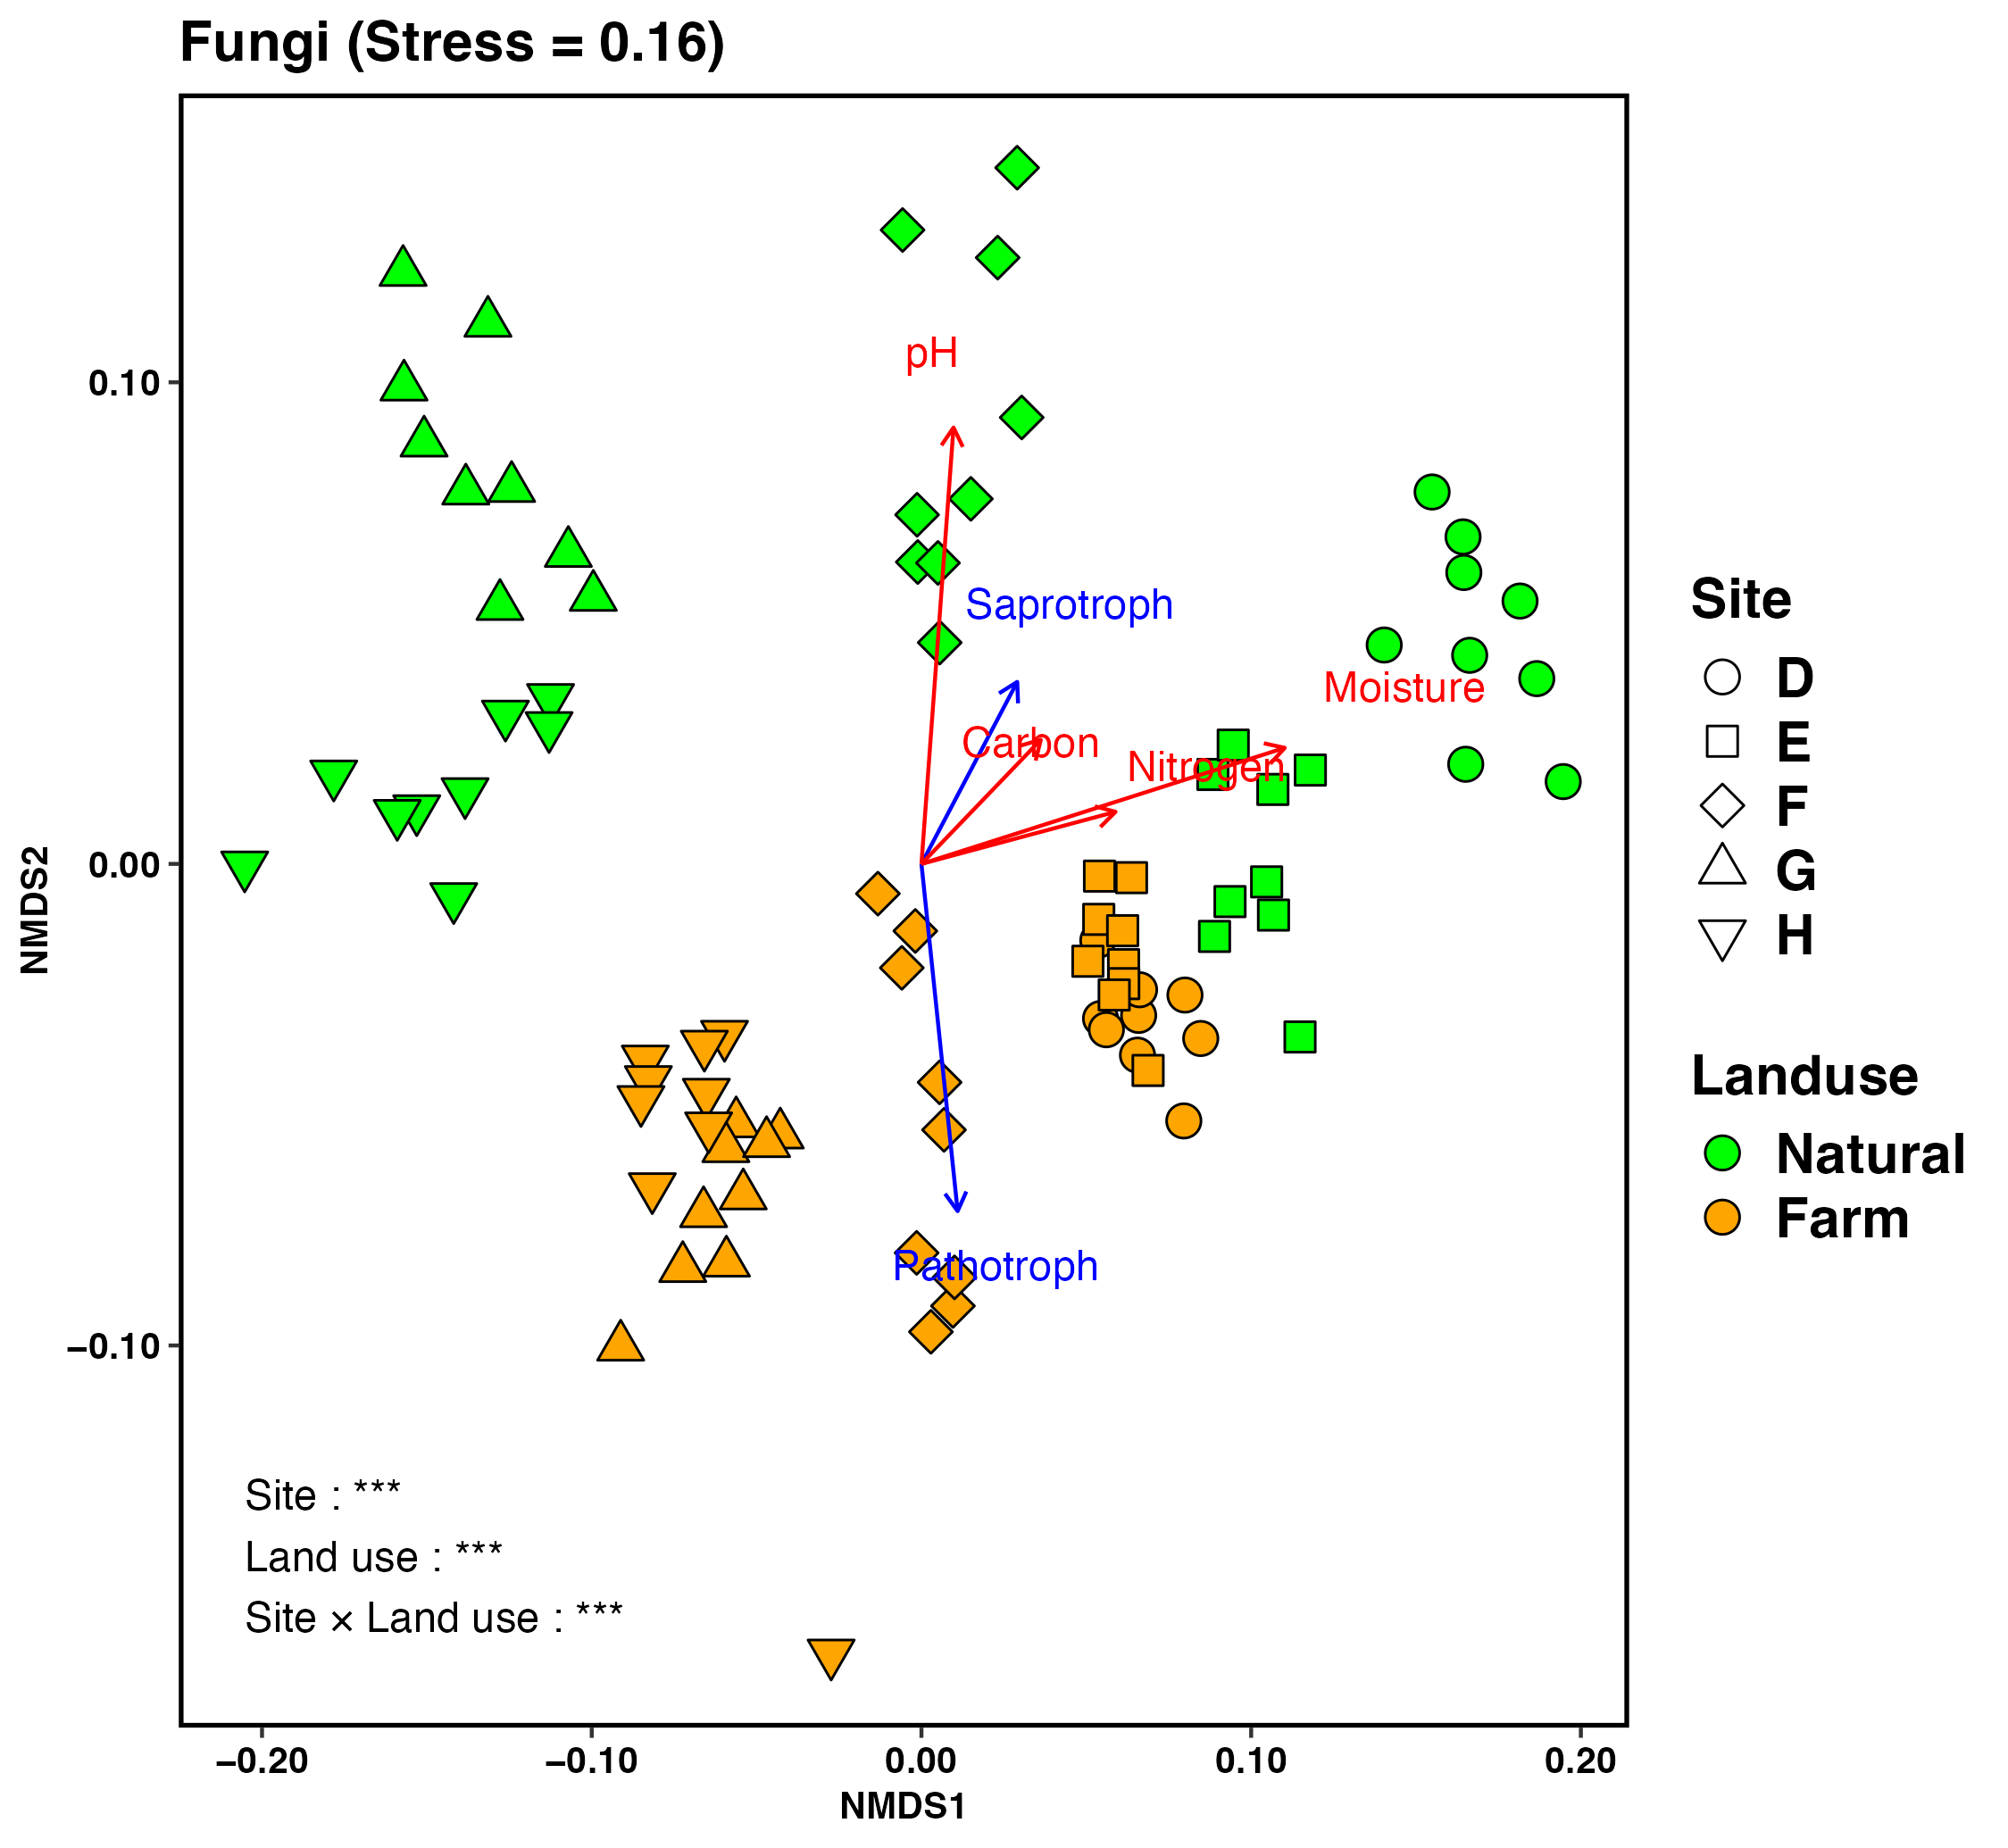 Fungi (Stress = 0.16)
pH
0.10
Saprotroph
Moisture
Carbon
Nitrogen
0.00
NMDS2
Pathotroph
−0.10
Site : ***
Land use : ***
Site × Land use : ***
−0.20
−0.10
0.00
0.10
0.20
NMDS1
Site
D
E
F
G
H
Landuse
Natural
Farm